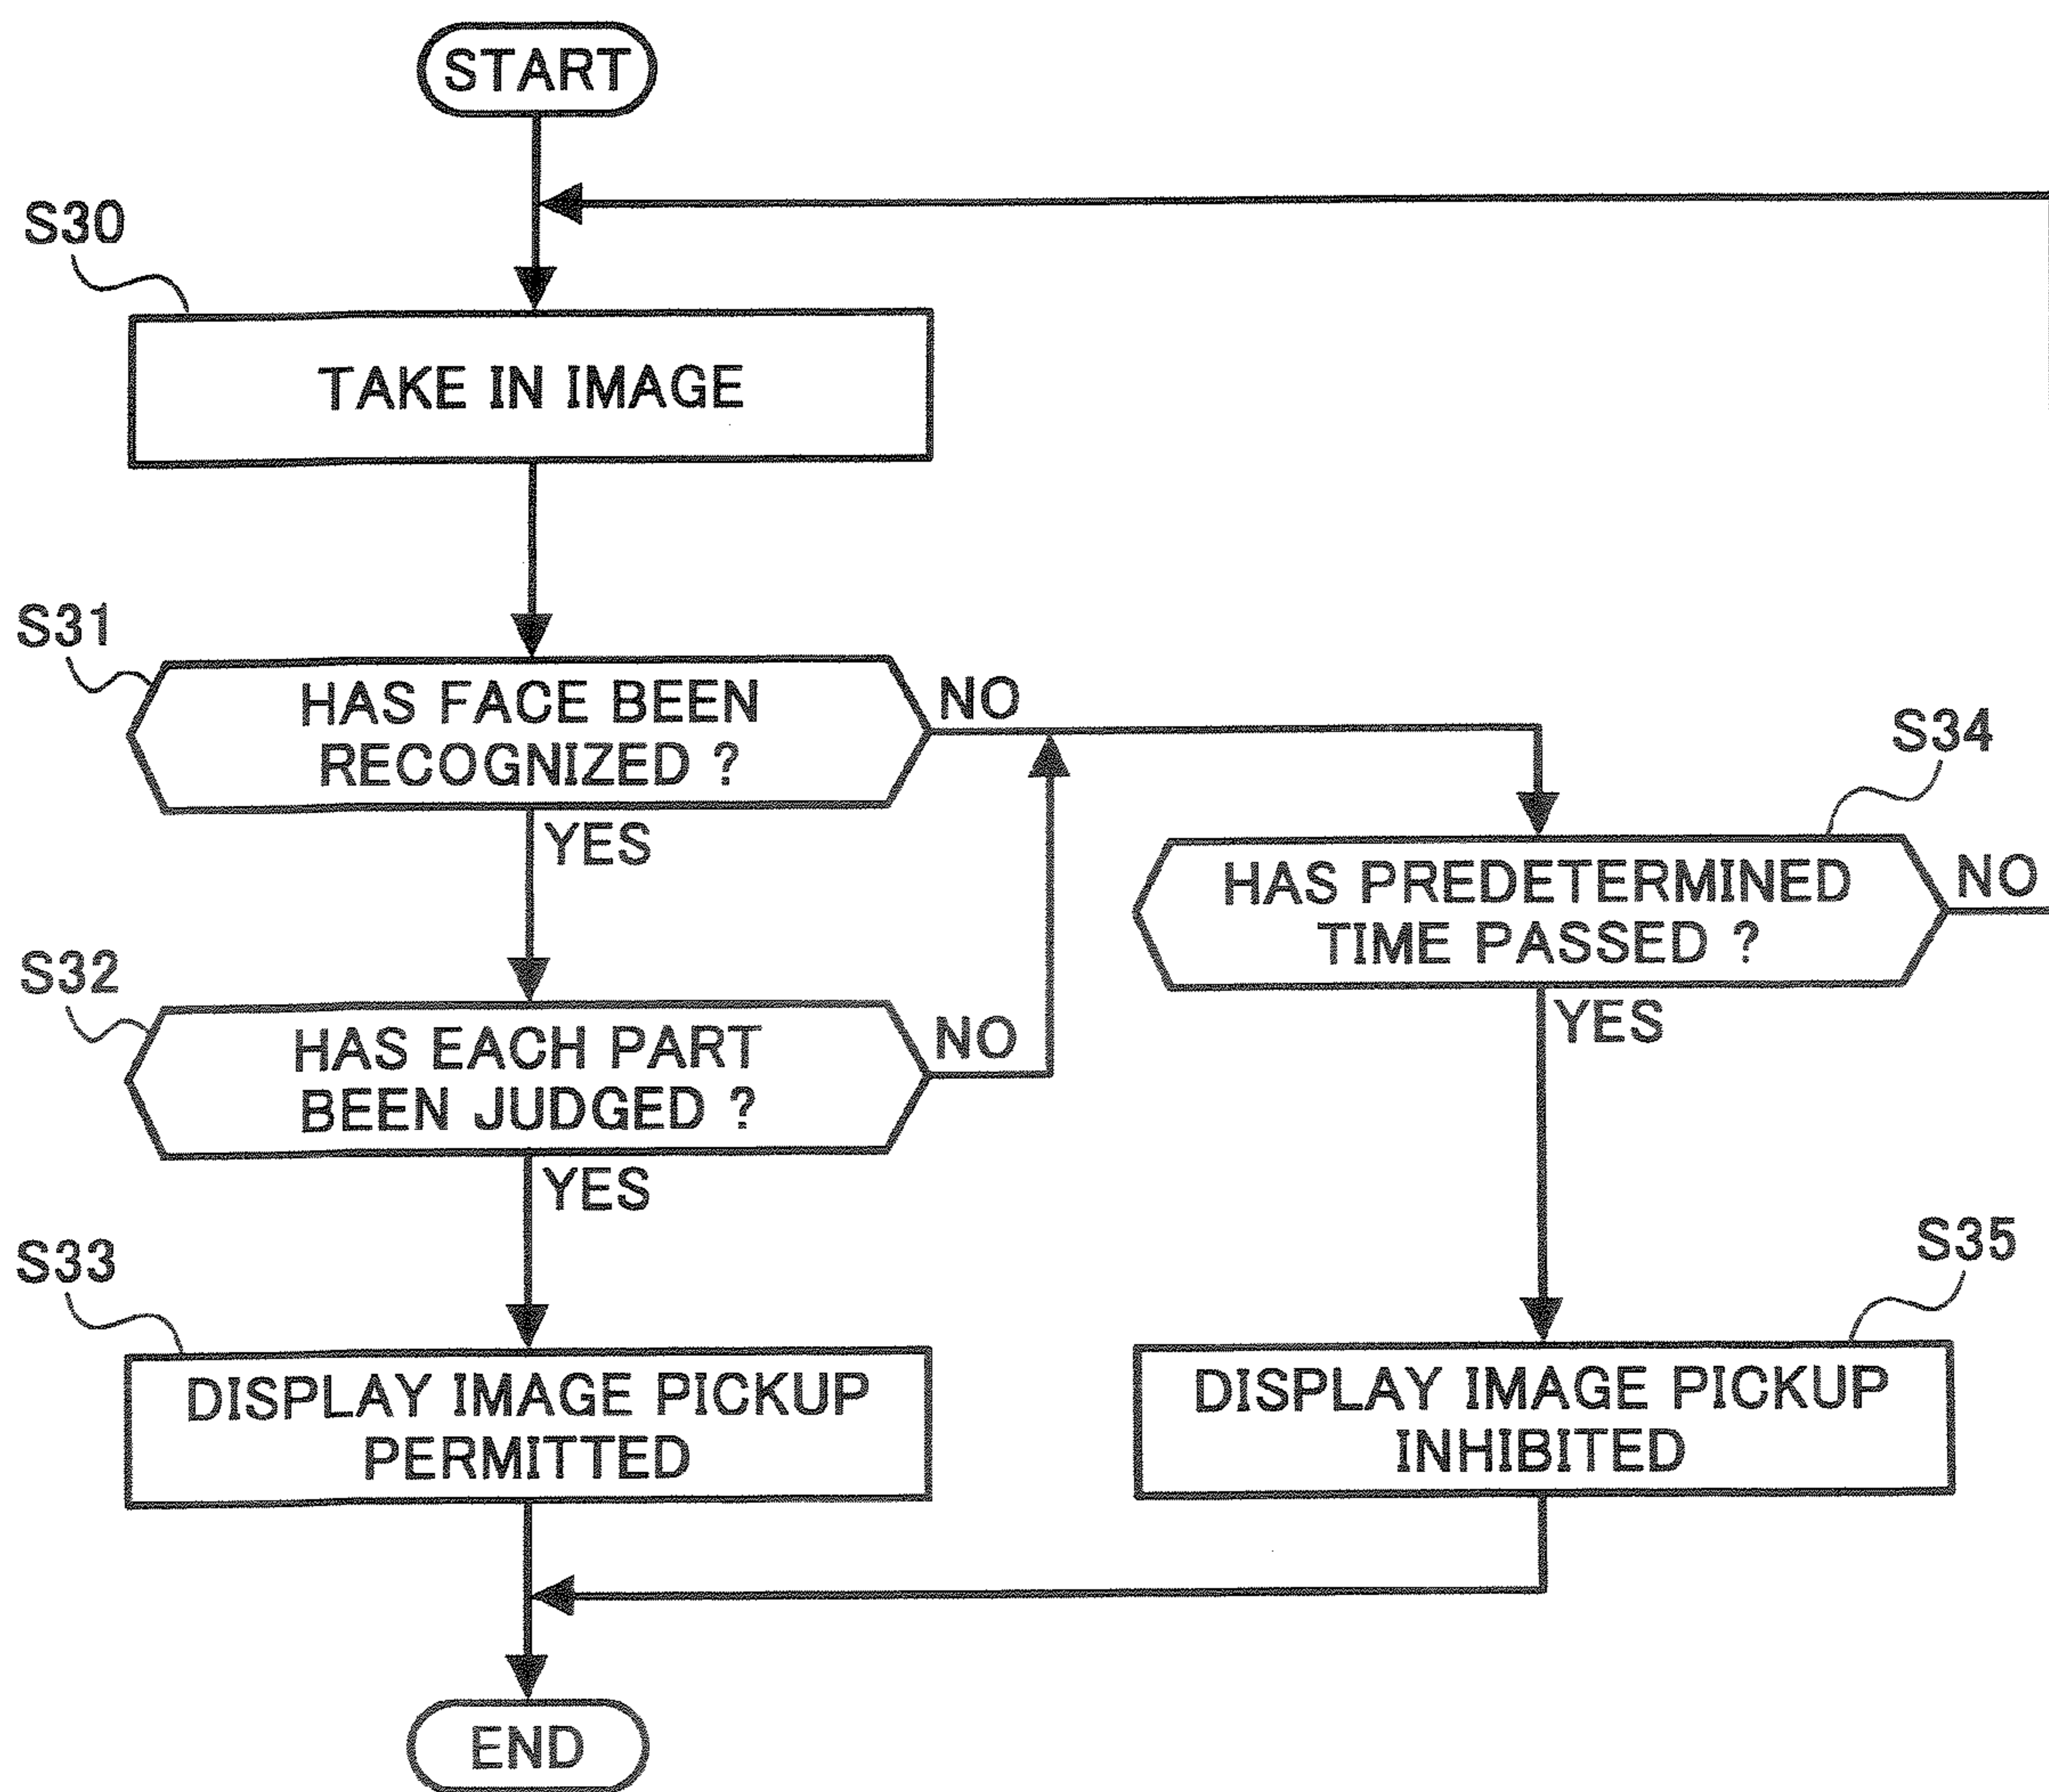 START
S30
TAKE IN IMAGE
S31
HAS FACE BEEN
RECOGNIZED ?
NO
YES
S34
HAS PREDETERMINED
TIME PASSED ?
NO
YES
S32
HAS EACH PART
BEEN JUDGED ?
NO
YES
S33
DISPLAY IMAGE PICKUP
PERMITTED
S35
DISPLAY IMAGE PICKUP
INHIBITED
END